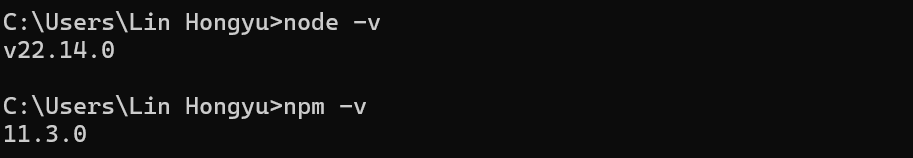 C:\Users\Lin Hongyu>node -v
v22.14.0
C:\Users\Lin Hongyu>npm -v
11.3.0